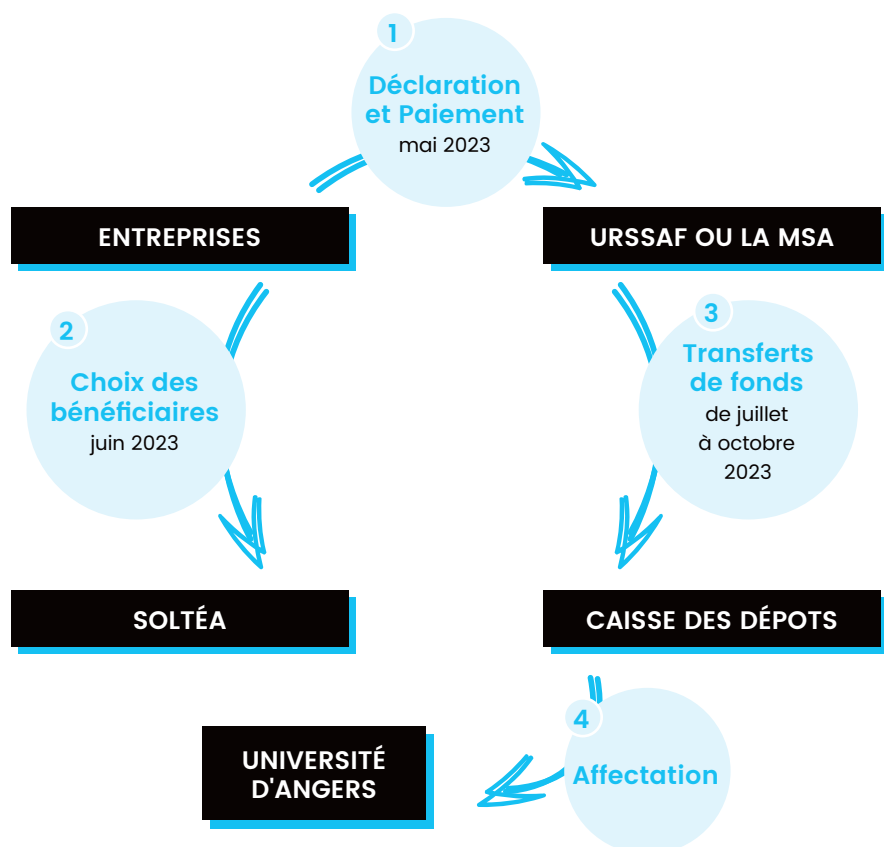 1
Déclaration
et Paiement
mai 2023
ENTREPRISES
URSSAF OU LA MSA
2
Choix des
bénéficiaires
juin 2023
3
Transferts
de fonds
de juillet
à octobre
2023
SOLTÉA
CAISSE DES DÉPOTS
4
Affectation
UNIVERSITÉ
D'ANGERS